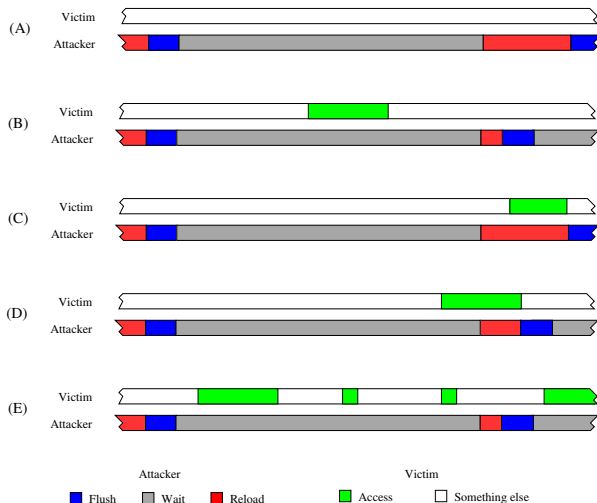 (A) Victim
Attacker
(B) Victim
Attacker
(C) Victim
Attacker
(D) Victim
Attacker
(E) Victim
Attacker
Attacker Victim
Flush Wait Reload Access Something else